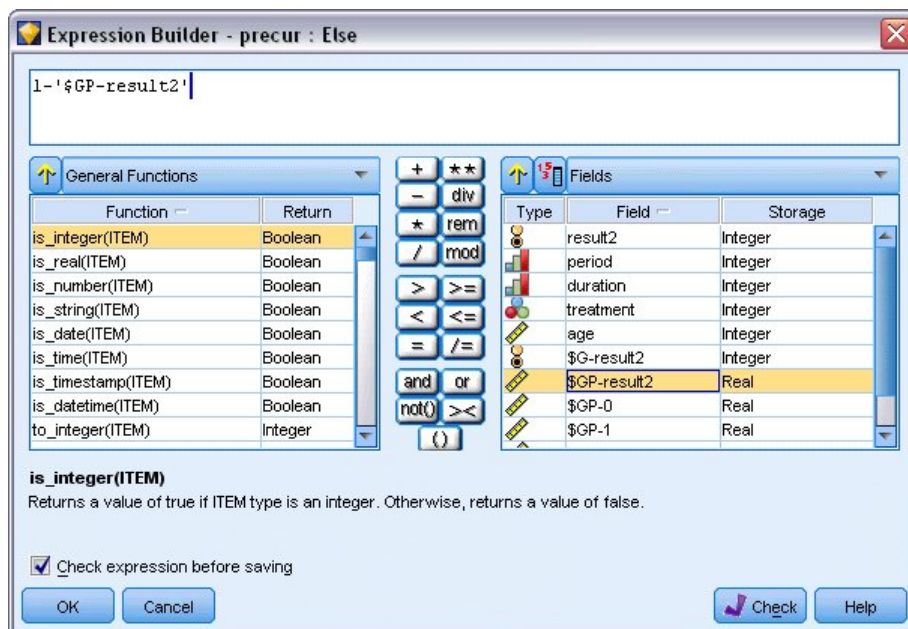 Expression Builder - precur : Else
1-'$GP-result2'
General Functions
Function Return
is_integer(ITEM) Boolean
is_real(ITEM) Boolean
is_number(ITEM) Boolean
is_string(ITEM) Boolean
is_date(ITEM) Boolean
is_time(ITEM) Boolean
is_timestamp(ITEM) Boolean
is_datetime(ITEM) Boolean
to_integer(ITEM) Integer
+ **
- div
* rem
/ mod
> >=
< <=
= /=
and or
not() ><
()
Fields
Type Field Storage
result2 Integer
period Integer
duration Integer
treatment Integer
age Integer
$G-result2 Integer
$GP-result2 Real
$GP-0 Real
$GP-1 Real
is_integer(ITEM)
Returns a value of true if ITEM type is an integer. Otherwise, returns a value of false.
Check expression before saving
OK Cancel Check Help